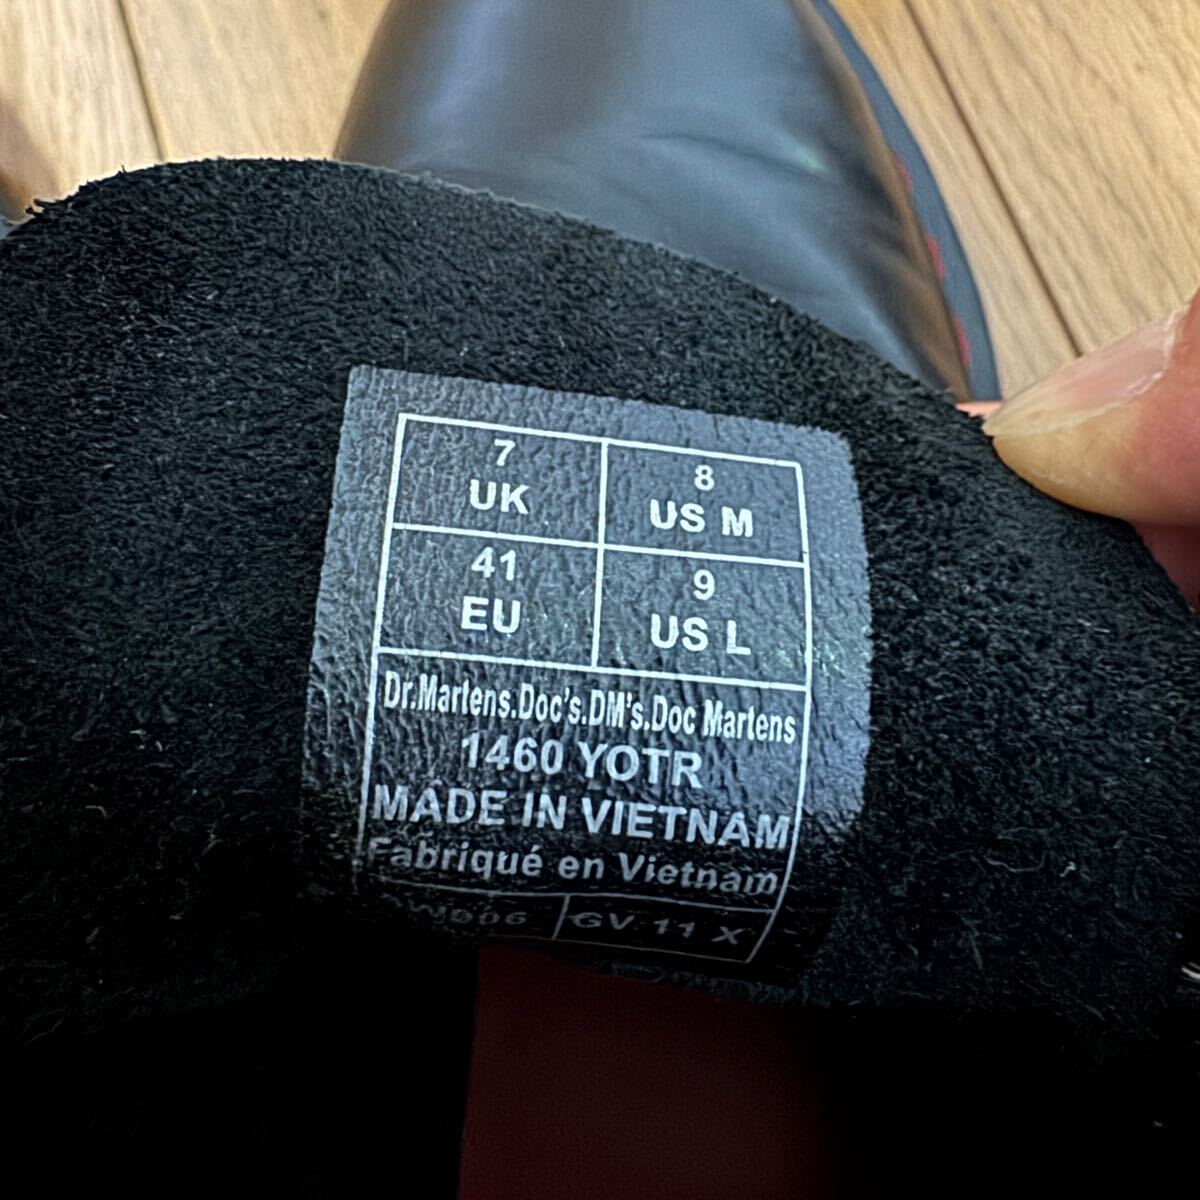 7
UK
8
US M
41
EU
9
US L
Dr.Martens.Doc's.DM's.Doc Martens
1460 YOTR
MADE IN VIETNAM
Fabriqué en Vietnam
GV 11 X